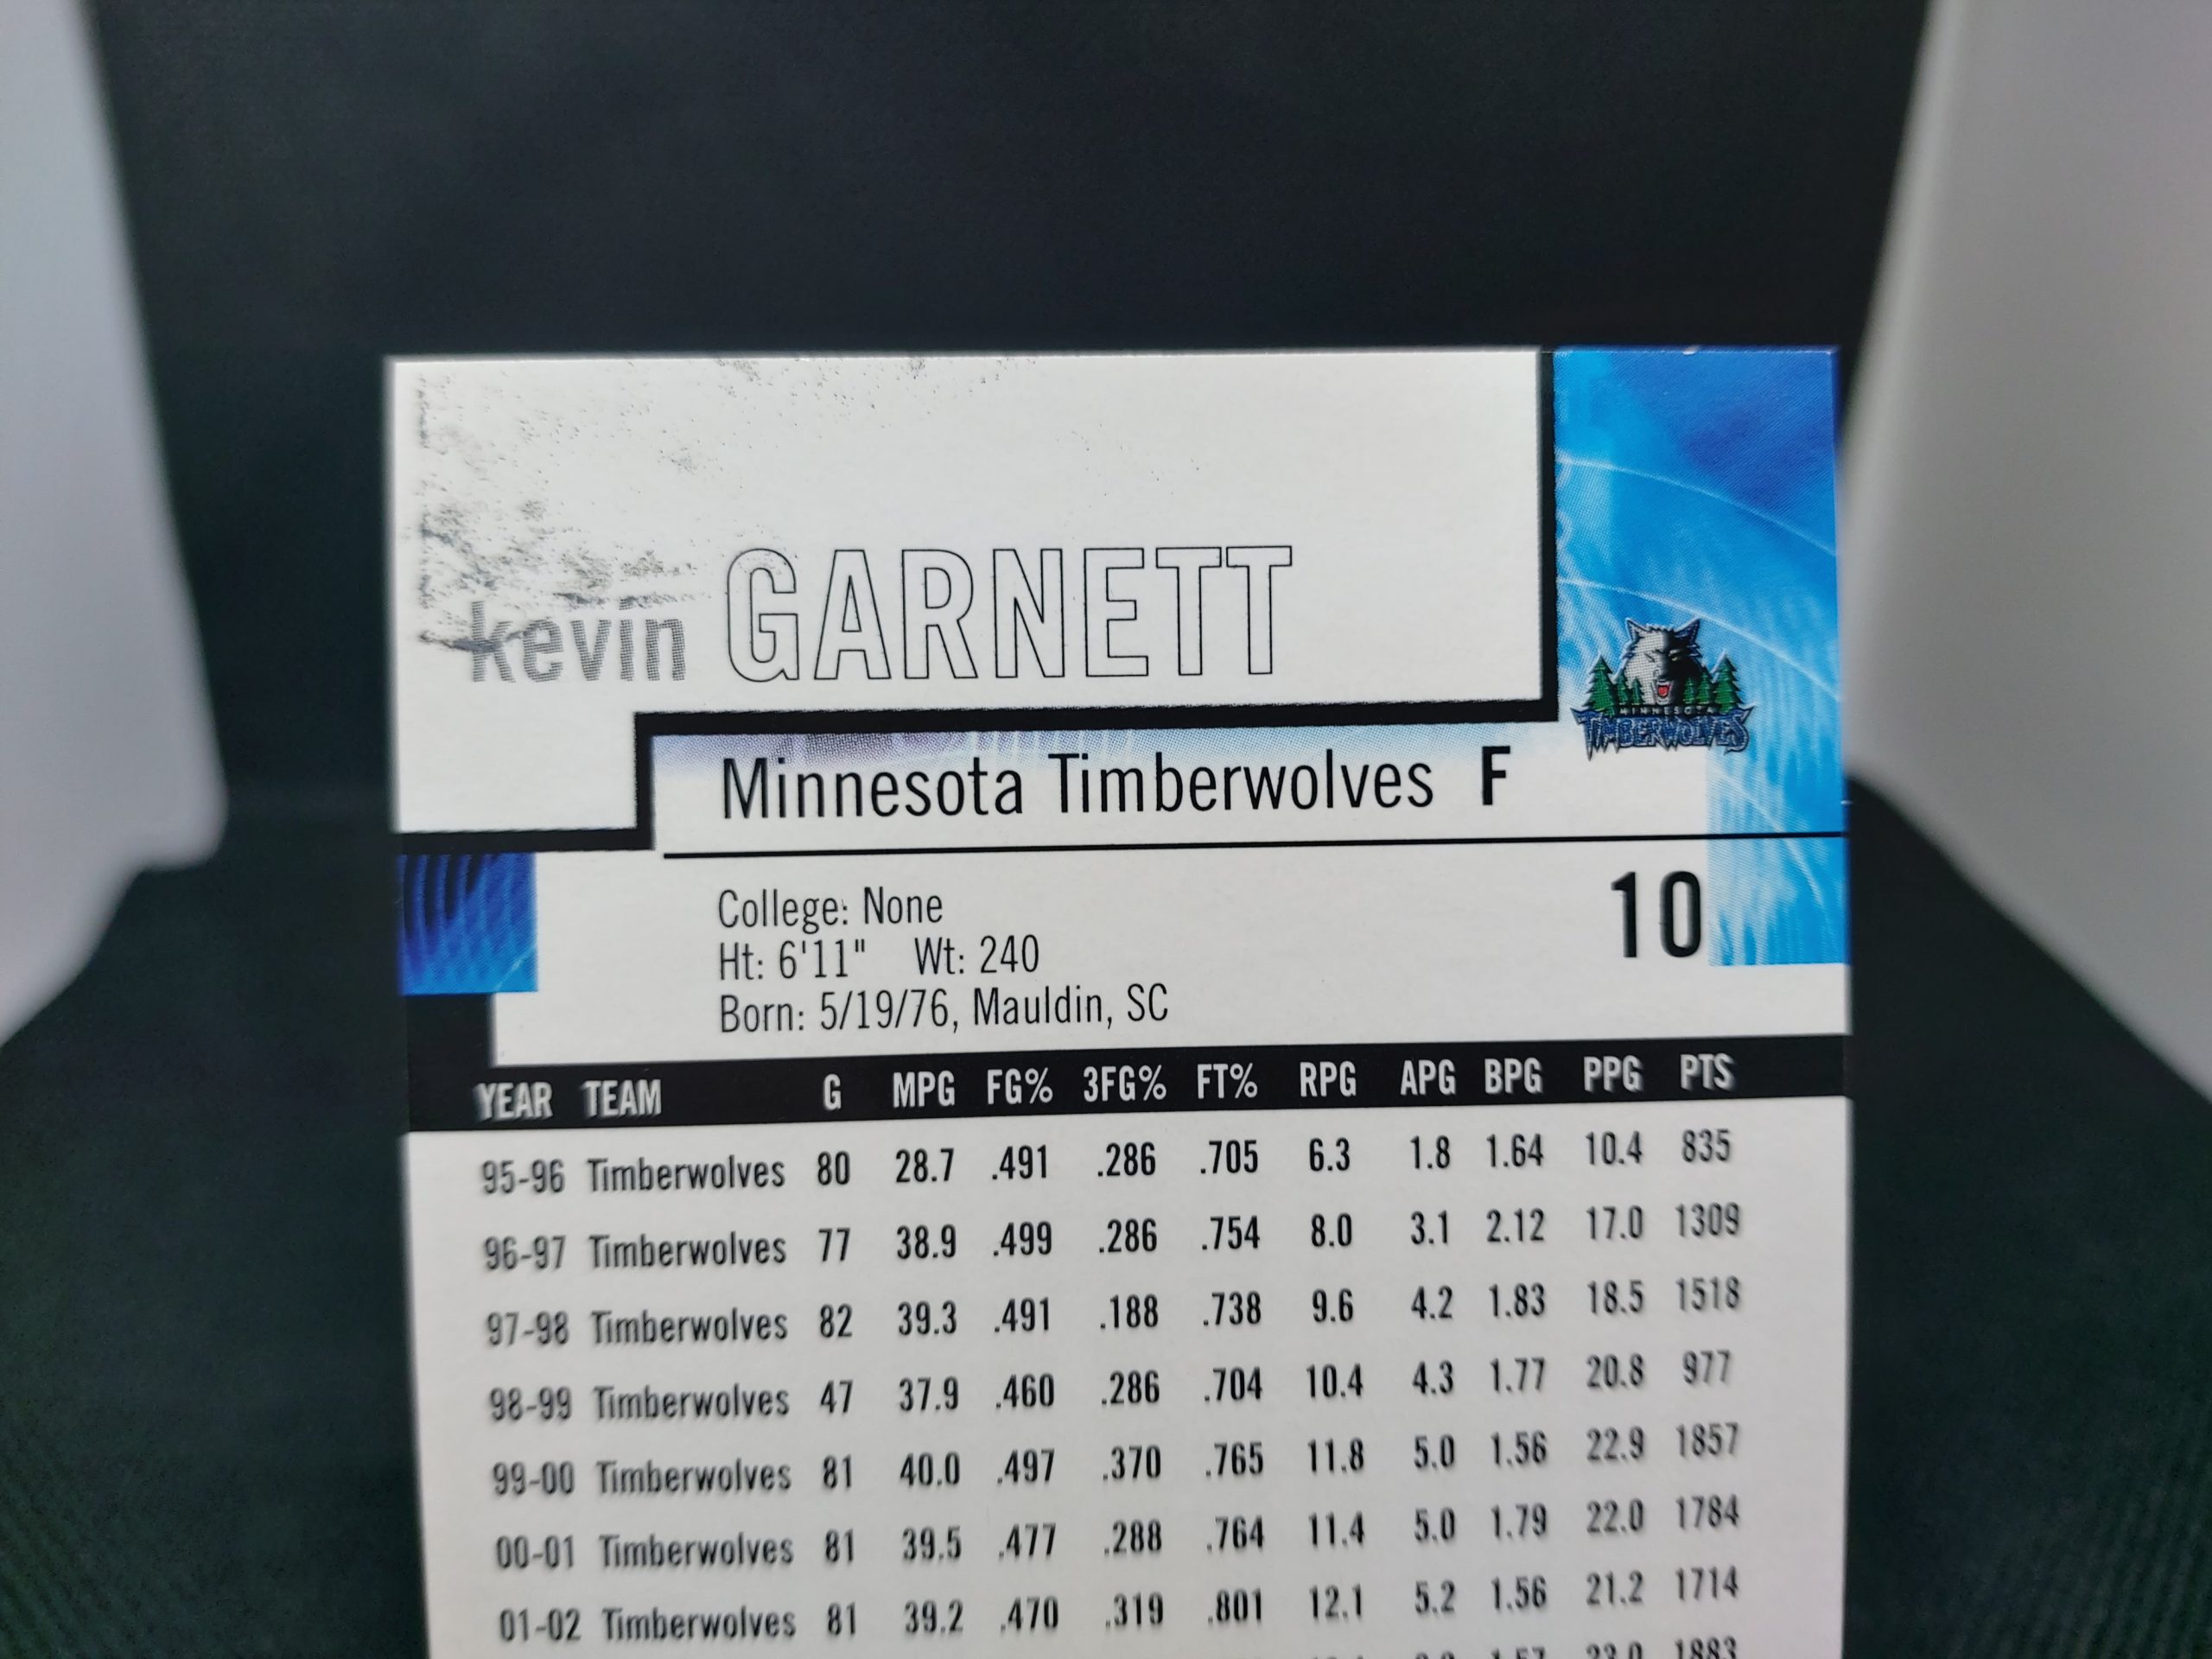 kevin GARNETT
MINNESOTA
TIMBERWOLVES
Minnesota Timberwolves F
10
College: None
Ht: 6'11" Wt: 240
Born: 5/19/76, Mauldin, SC
YEAR TEAM G MPG FG% 3FG% FT% RPG APG BPG PPG PTS
95-96 Timberwolves 80 28.7 .491 .286 .705 6.3 1.8 1.64 10.4 835
96-97 Timberwolves 77 38.9 .499 .286 .754 8.0 3.1 2.12 17.0 1309
97-98 Timberwolves 82 39.3 .491 .188 .738 9.6 4.2 1.83 18.5 1518
98-99 Timberwolves 47 37.9 .460 .286 .704 10.4 4.3 1.77 20.8 977
99-00 Timberwolves 81 40.0 .497 .370 .765 11.8 5.0 1.56 22.9 1857
00-01 Timberwolves 81 39.5 .477 .288 .764 11.4 5.0 1.79 22.0 1784
01-02 Timberwolves 81 39.2 .470 .319 .801 12.1 5.2 1.56 21.2 1714
23.0 1883